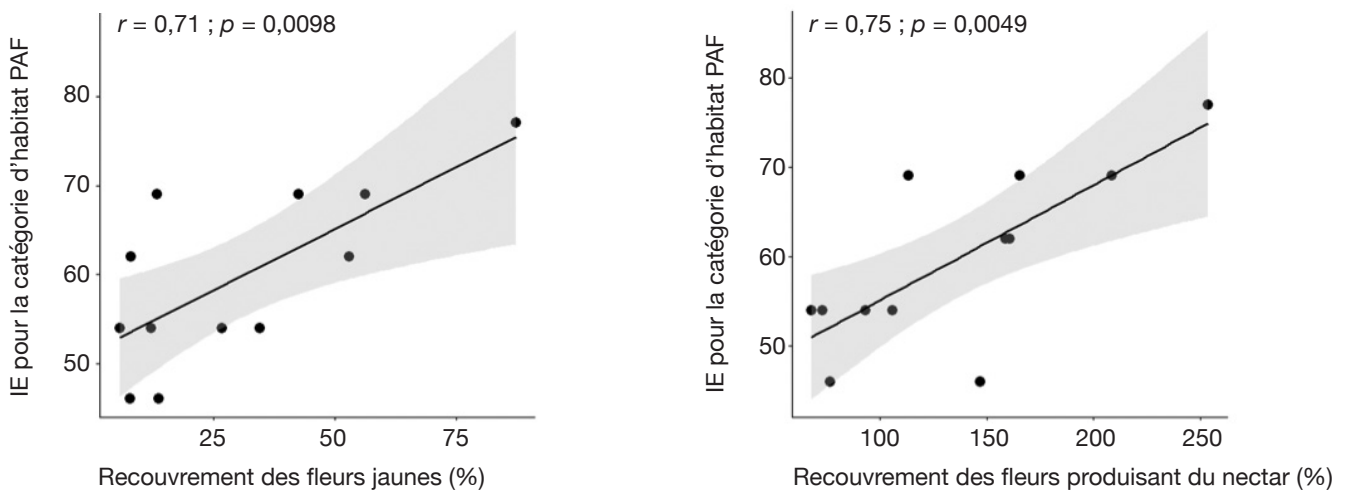 r = 0,71 ; p = 0,0098
IE pour la catégorie d'habitat PAF
80
70
60
50
25 50 75
Recouvrement des fleurs jaunes (%)
r = 0,75 ; p = 0,0049
IE pour la catégorie d'habitat PAF
80
70
60
50
100 150 200 250
Recouvrement des fleurs produisant du nectar (%)